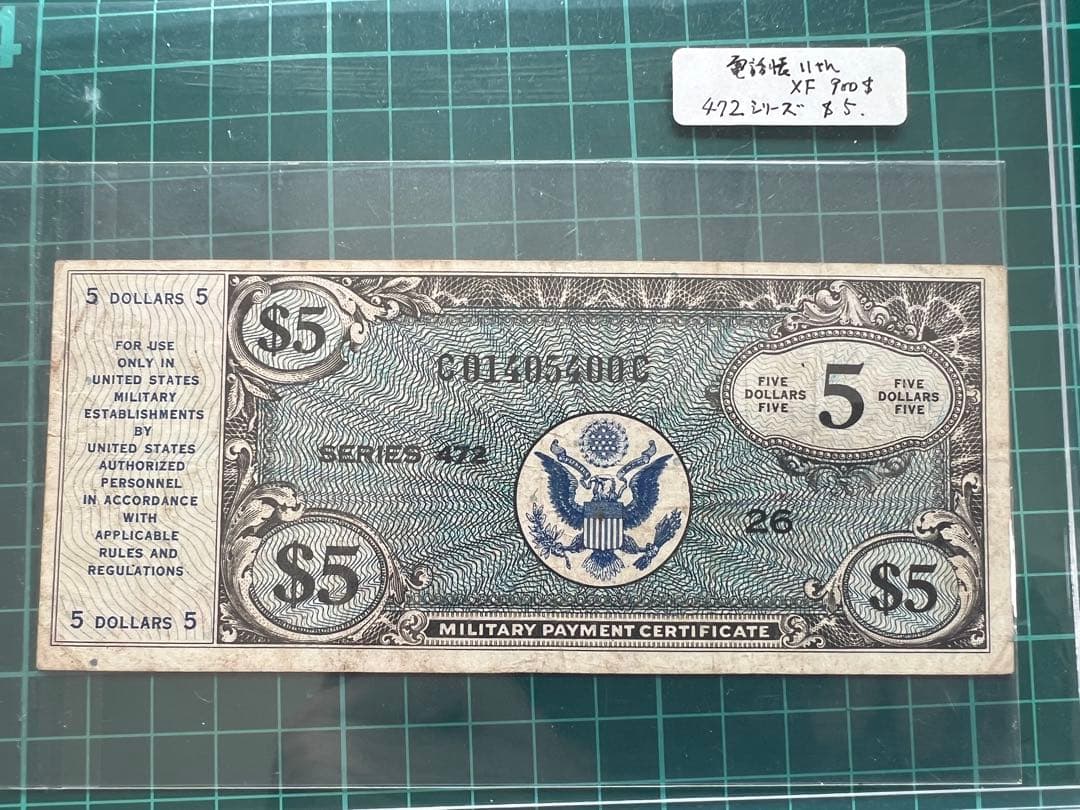 電話帳 11th
XF 900$
472シリーズ $5.
5 DOLLARS 5
FOR USE
ONLY IN
UNITED STATES
MILITARY
ESTABLISHMENTS
BY
UNITED STATES
AUTHORIZED
PERSONNEL
IN ACCORDANCE
WITH
APPLICABLE
RULES AND
REGULATIONS
5 DOLLARS 5
$5
C01405400C
SERIES 472
FIVE
DOLLARS
FIVE
5
FIVE
DOLLARS
FIVE
26
$5
$5
MILITARY PAYMENT CERTIFICATE